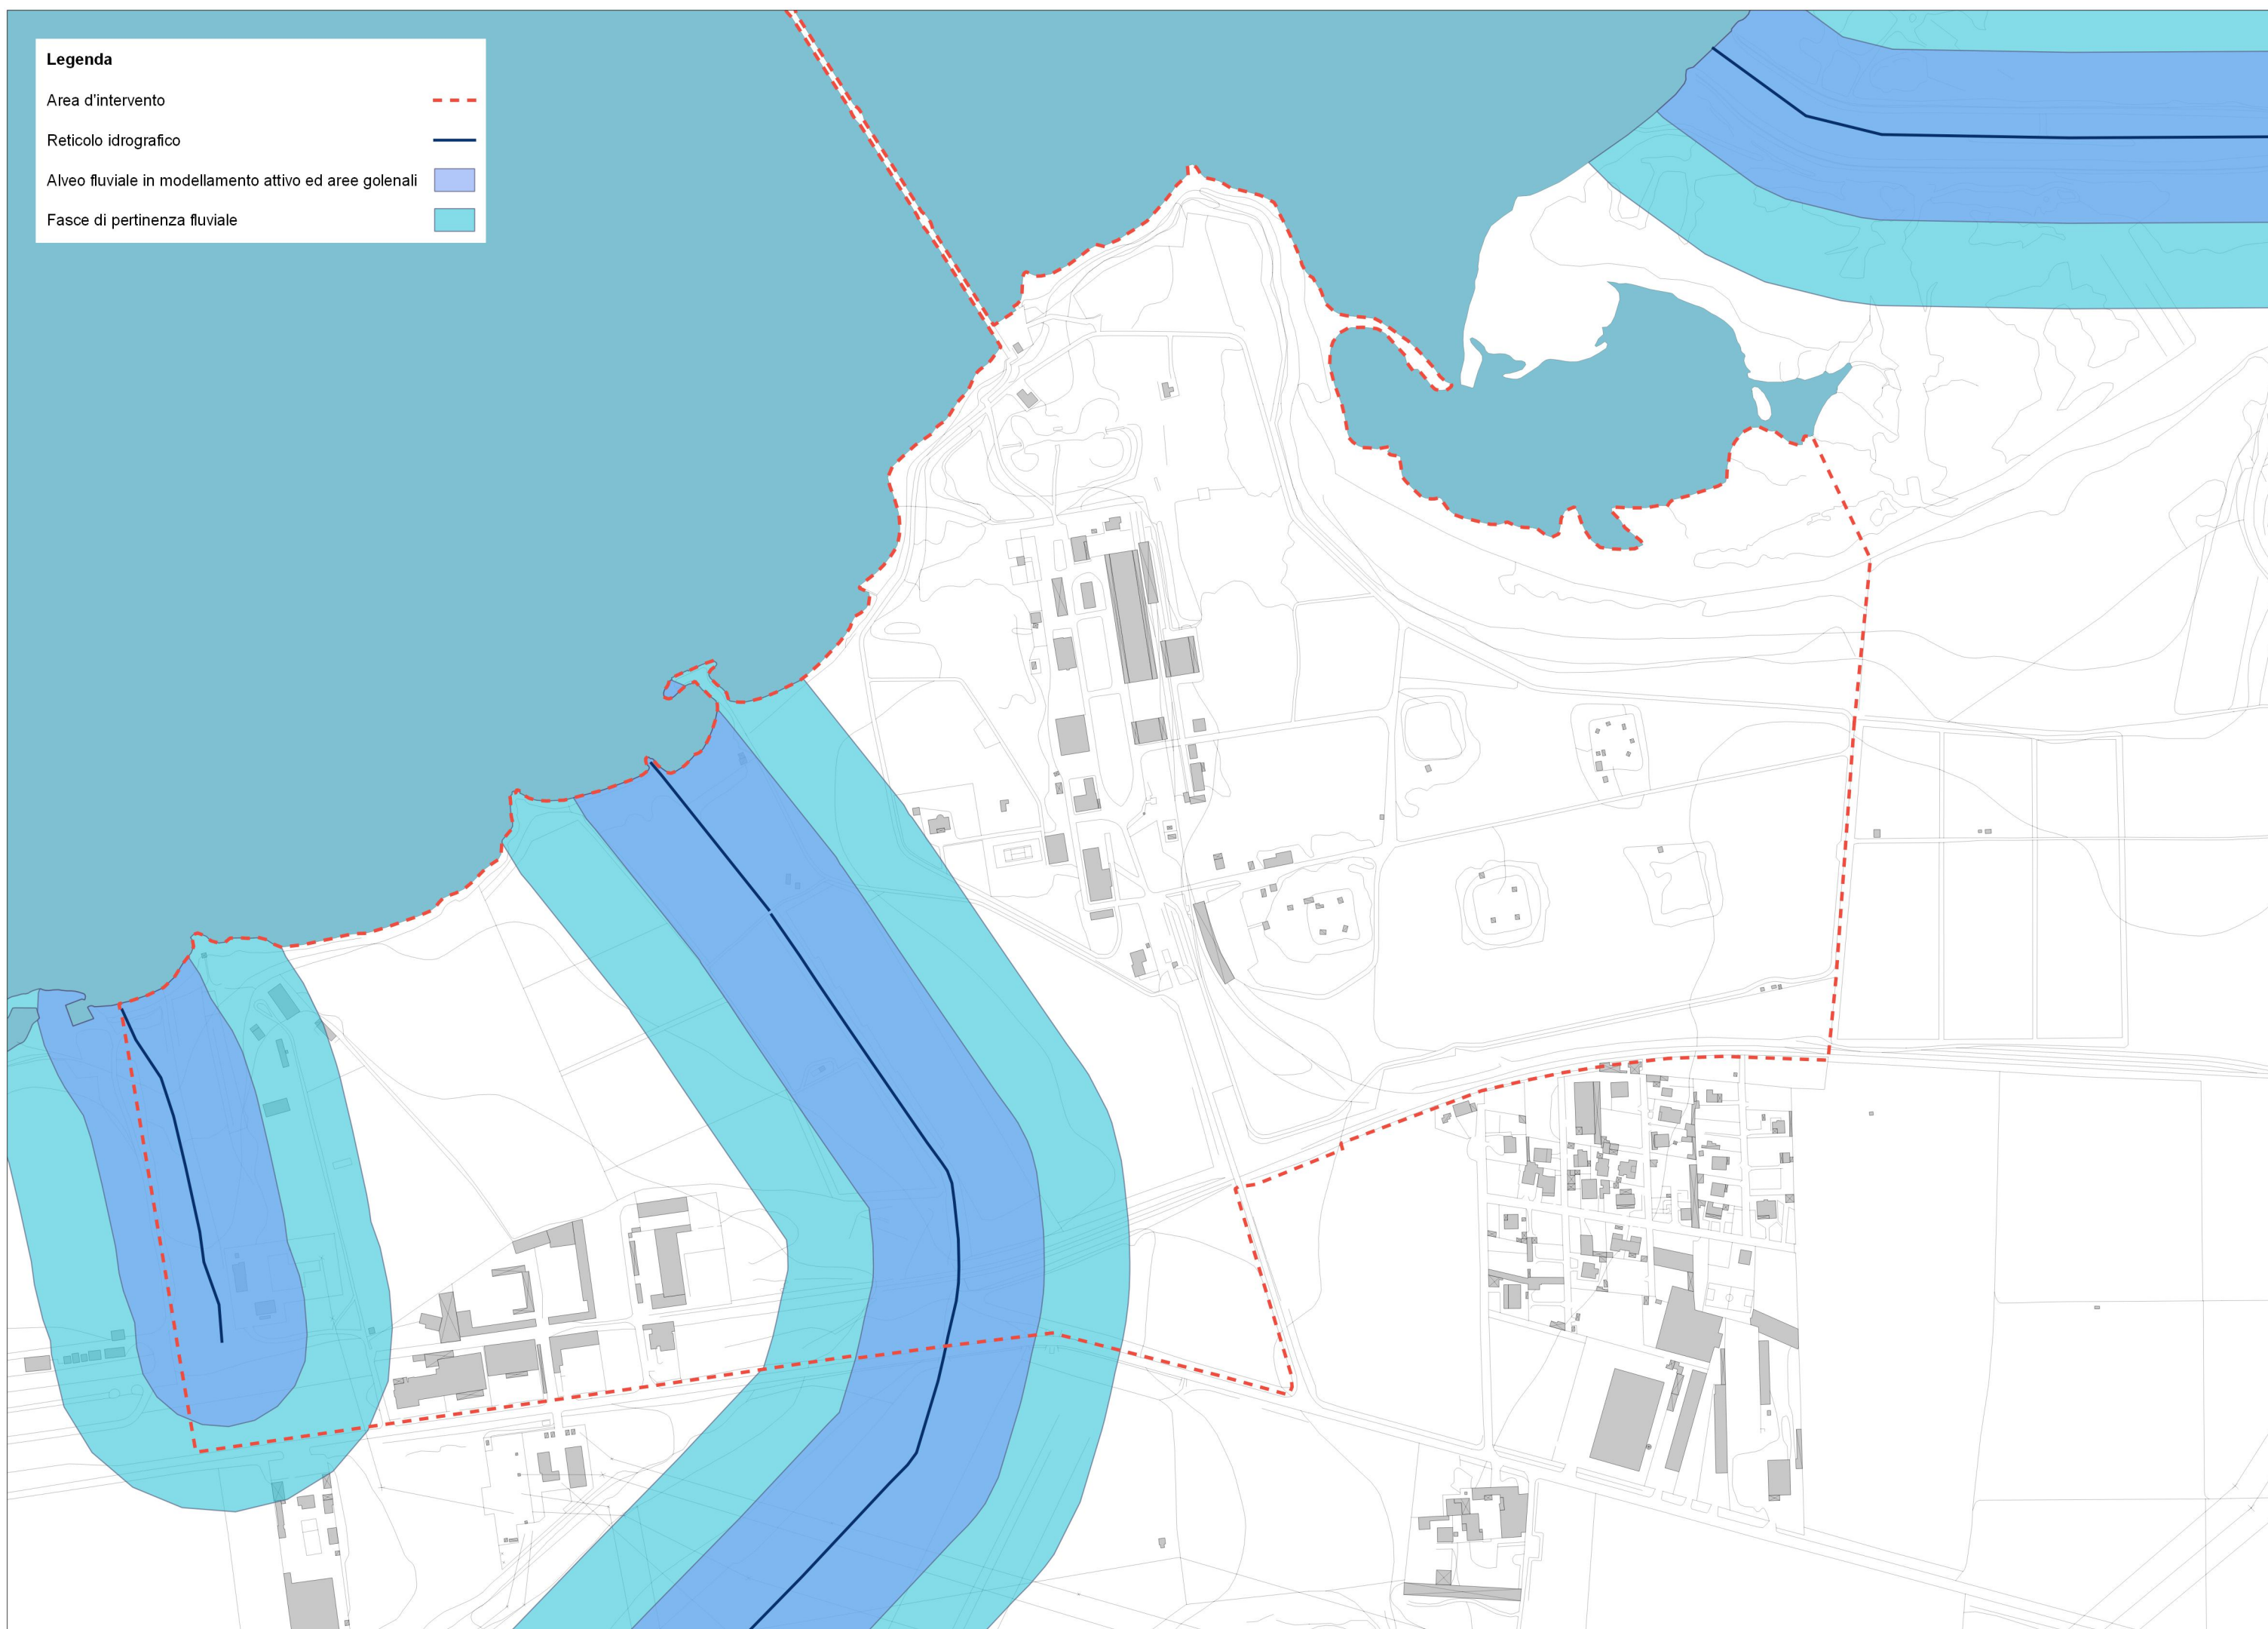 Legenda
Area d'intervento
Reticolo idrografico
Alveo fluviale in modellamento attivo ed aree golenali
Fasce di pertinenza fluviale